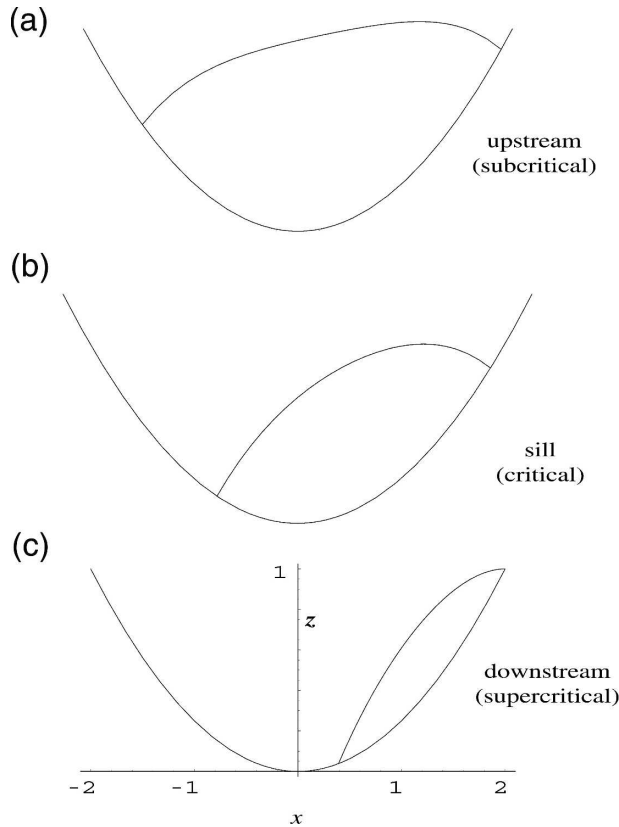 (a)
upstream
(subcritical)
(b)
sill
(critical)
(c)
1
z
downstream
(supercritical)
-2 -1 1 2
x